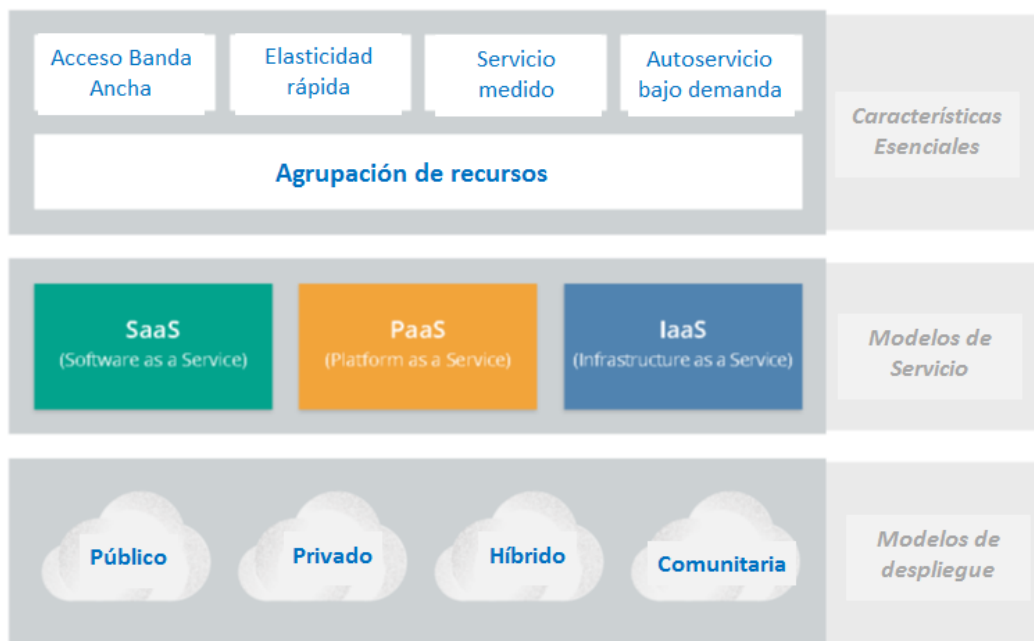 Acceso Banda
Ancha
Elasticidad
rápida
Servicio
medido
Autoservicio
bajo demanda
Agrupación de recursos
Características
Esenciales
SaaS
(Software as a Service)
PaaS
(Platform as a Service)
IaaS
(Infrastructure as a Service)
Modelos de
Servicio
Público
Privado
Híbrido
Comunitaria
Modelos de
despliegue